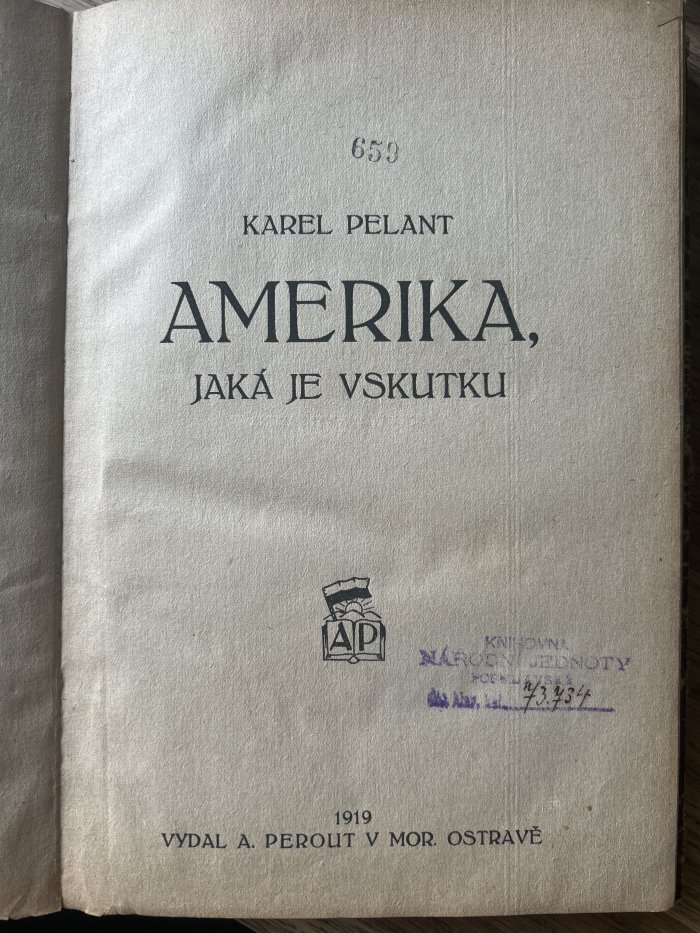 659
KAREL PELANT
AMERIKA,
JAKÁ JE VSKUTKU
AP
KNIHOVNA
NÁRODNÍ JEDNOTY
73.734
1919
VYDAL A. PEROUT V MOR. OSTRAVĚ